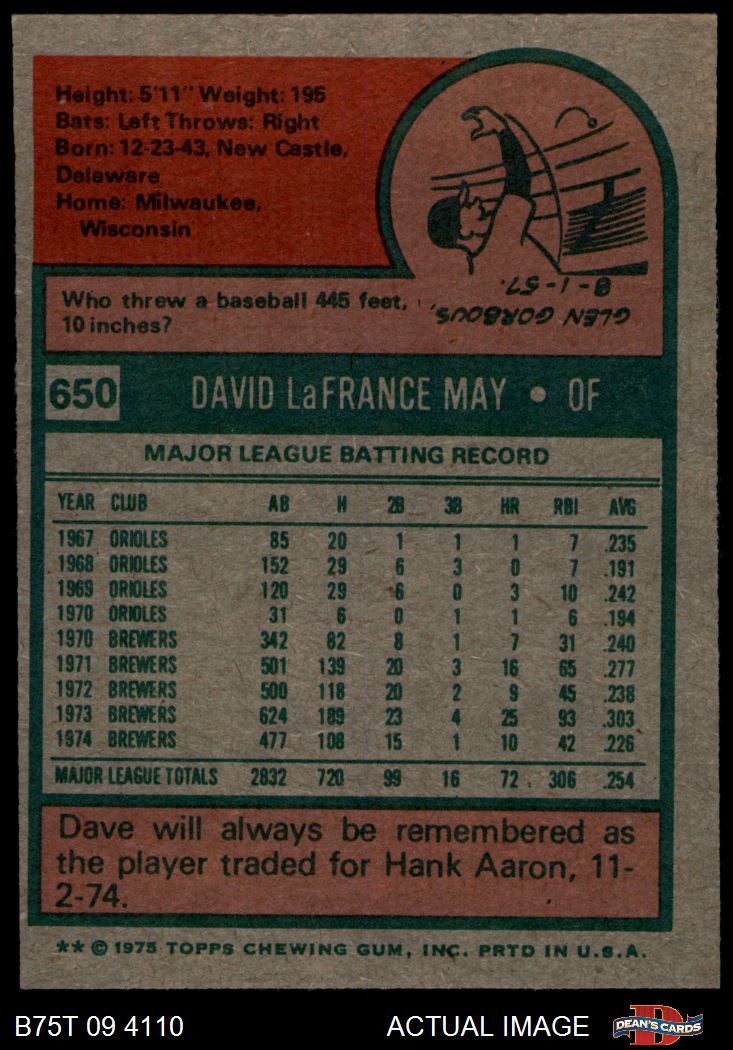 Height: 5'11" Weight: 195
Bats: Left Throws: Right
Born: 12-23-43, New Castle,
Delaware
Home: Milwaukee,
Wisconsin
Who threw a baseball 445 feet,
10 inches?
GLEN GORBOUS,
8-1-57.
650 DAVID LaFRANCE MAY • OF
MAJOR LEAGUE BATTING RECORD
YEAR CLUB AB H 2B 3B HR RBI AVG
1967 ORIOLES 85 20 1 1 1 7 .235
1968 ORIOLES 152 29 6 3 0 7 .191
1969 ORIOLES 120 29 6 0 3 10 .242
1970 ORIOLES 31 6 0 1 1 6 .194
1970 BREWERS 342 82 8 1 7 31 .240
1971 BREWERS 501 139 20 3 16 65 .277
1972 BREWERS 500 118 20 2 9 45 .238
1973 BREWERS 624 189 23 4 25 93 .303
1974 BREWERS 477 108 15 1 10 42 .226
MAJOR LEAGUE TOTALS 2832 720 99 16 72 306 .254
Dave will always be remembered as
the player traded for Hank Aaron, 11-
2-74.
** © 1975 TOPPS CHEWING GUM, INC. PRTD IN U.S.A.
B75T 09 4110 ACTUAL IMAGE DEAN'S CARDS